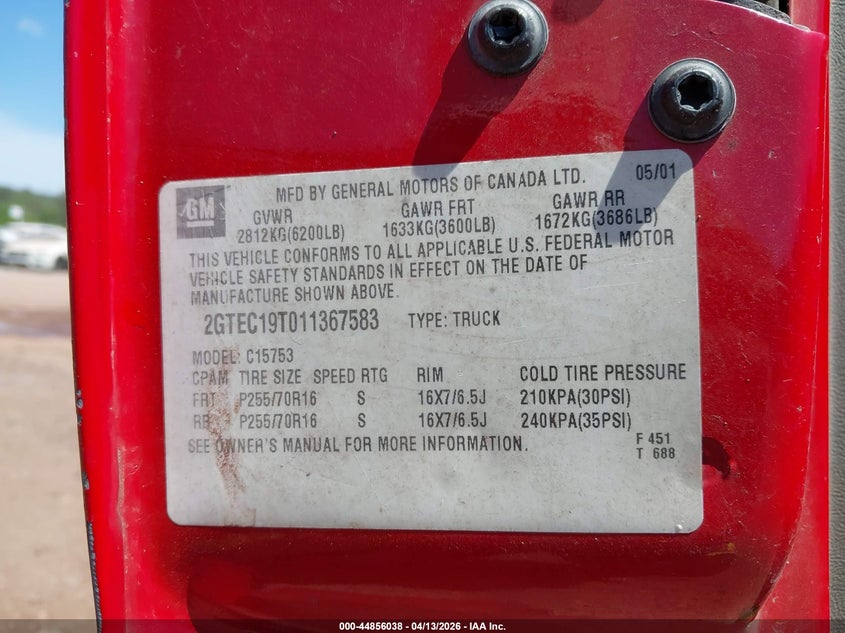 GM
MFD BY GENERAL MOTORS OF CANADA LTD. 05/01
GVWR GAWR FRT GAWR RR
2812KG(6200LB) 1633KG(3600LB) 1672KG(3686LB)
THIS VEHICLE CONFORMS TO ALL APPLICABLE U.S. FEDERAL MOTOR
VEHICLE SAFETY STANDARDS IN EFFECT ON THE DATE OF
MANUFACTURE SHOWN ABOVE.
2GTEC19T011367583 TYPE: TRUCK
MODEL: C15753
CPAM TIRE SIZE SPEED RTG RIM COLD TIRE PRESSURE
FRT P255/70R16 S 16X7/6.5J 210KPA(30PSI)
RR P255/70R16 S 16X7/6.5J 240KPA(35PSI)
SEE OWNER'S MANUAL FOR MORE INFORMATION.
F 451
T 688
000-44856038 - 04/13/2026 - IAA Inc.